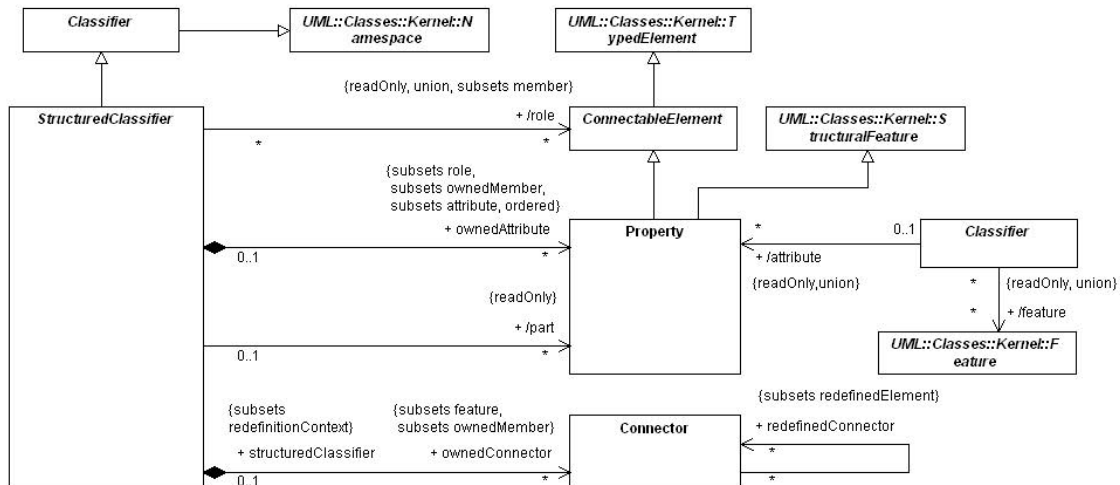 Classifier
UML::Classes::Kernel::N
amespace
UML::Classes::Kernel::T
ypedElement
{readOnly, union, subsets member}
StructuredClassifier
+ /role
*
*
ConnectableElement
UML::Classes::Kernel::S
tructuralFeature
{subsets role,
subsets ownedMember,
subsets attribute, ordered}
+ ownedAttribute
0..1
*
Property
*
0..1
+ /attribute
{readOnly,union}
Classifier
*
{readOnly, union}
*
+ /feature
UML::Classes::Kernel::F
eature
{readOnly}
+ /part
0..1
*
{subsets
redefinitionContext}
+ structuredClassifier
0..1
{subsets feature,
subsets ownedMember}
+ ownedConnector
*
Connector
{subsets redefinedElement}
+ redefinedConnector
*
*